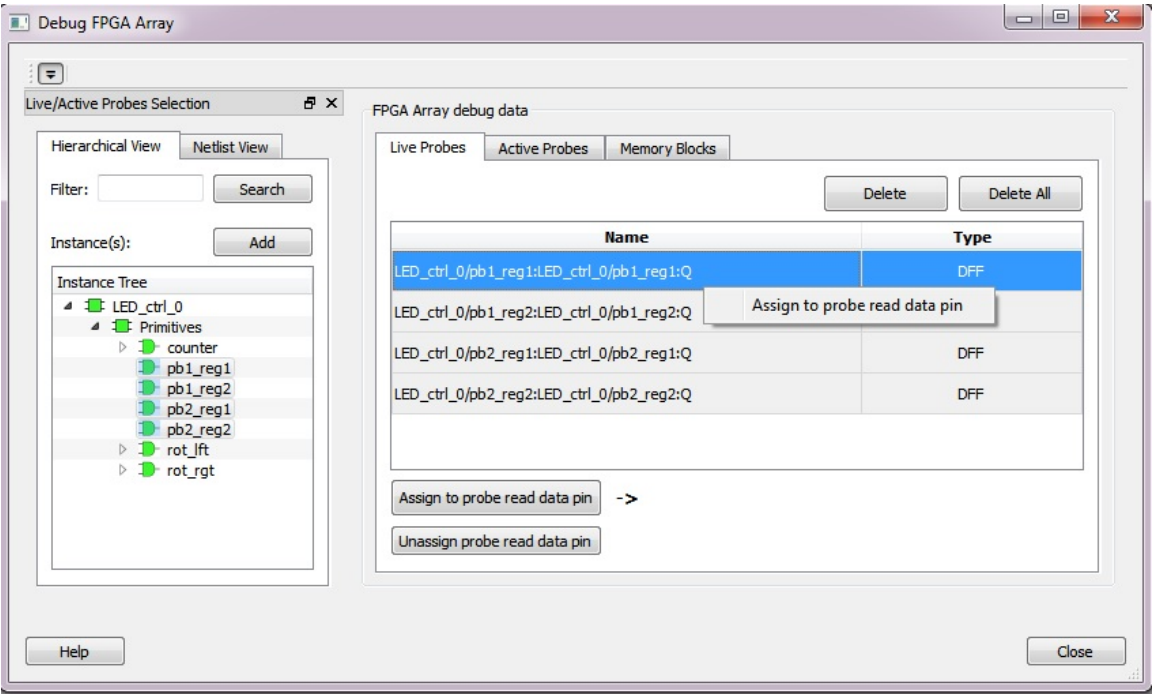 Debug FPGA Array
Live/Active Probes Selection
Hierarchical View Netlist View
Filter: Search
Instance(s): Add
Instance Tree
LED_ctrl_0
Primitives
counter
pb1_reg1
pb1_reg2
pb2_reg1
pb2_reg2
rot_lft
rot_rgt
FPGA Array debug data
Live Probes Active Probes Memory Blocks
Delete Delete All
Name Type
LED_ctrl_0/pb1_reg1:LED_ctrl_0/pb1_reg1:Q DFF
Assign to probe read data pin
LED_ctrl_0/pb1_reg2:LED_ctrl_0/pb1_reg2:Q
LED_ctrl_0/pb2_reg1:LED_ctrl_0/pb2_reg1:Q DFF
LED_ctrl_0/pb2_reg2:LED_ctrl_0/pb2_reg2:Q DFF
Assign to probe read data pin ->
Unassign probe read data pin
Help Close